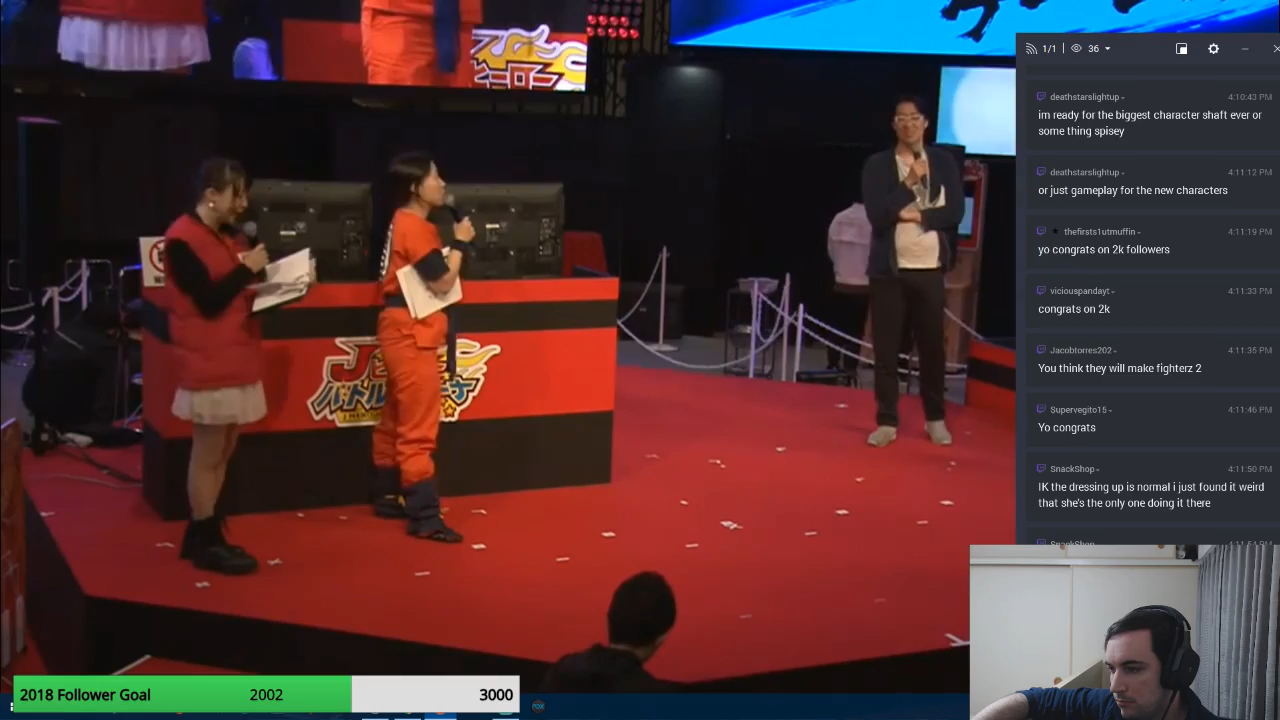 1/1
36
deathstarslightup
4:10:43 PM
im ready for the biggest character shaft ever or
some thing spisey
deathstarslightup
4:11:12 PM
or just gameplay for the new characters
thefirsts1utmuffin
4:11:19 PM
yo congrats on 2k followers
viciouspandayt
4:11:33 PM
congrats on 2k
Jacobtorres202
4:11:35 PM
You think they will make fighterz 2
Supervegito15
4:11:46 PM
Yo congrats
SnackShop
4:11:50 PM
IK the dressing up is normal i just found it weird
that she's the only one doing it there
SnackShop
4:11:54 PM
2018 Follower Goal
2002
3000